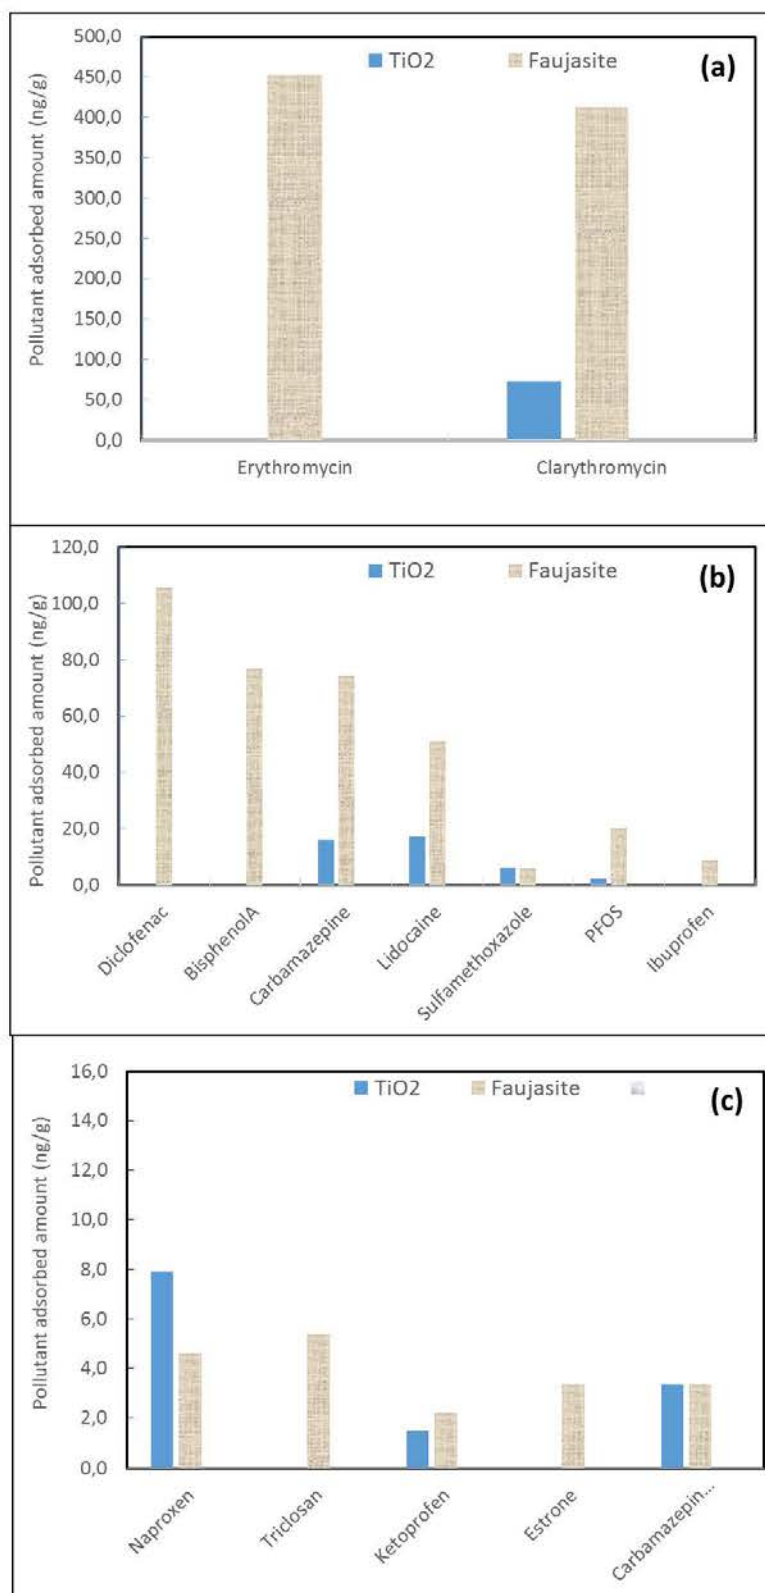 Pollutant adsorbed amount (ng/g)
500,0
450,0
400,0
350,0
300,0
250,0
200,0
150,0
100,0
50,0
0,0
TiO2 Faujasite
(a)
Erythromycin Clarythromycin
Pollutant adsorbed amount (ng/g)
120,0
100,0
80,0
60,0
40,0
20,0
0,0
TiO2 Faujasite
(b)
Diclofenac
BisphenolA
Carbamazepine
Lidocaine
Sulfamethoxazole
PFOS
Ibuprofen
Pollutant adsorbed amount (ng/g)
16,0
14,0
12,0
10,0
8,0
6,0
4,0
2,0
0,0
TiO2 Faujasite
(c)
Naproxen
Triclosan
Ketoprofen
Estrone
Carbamazepin...